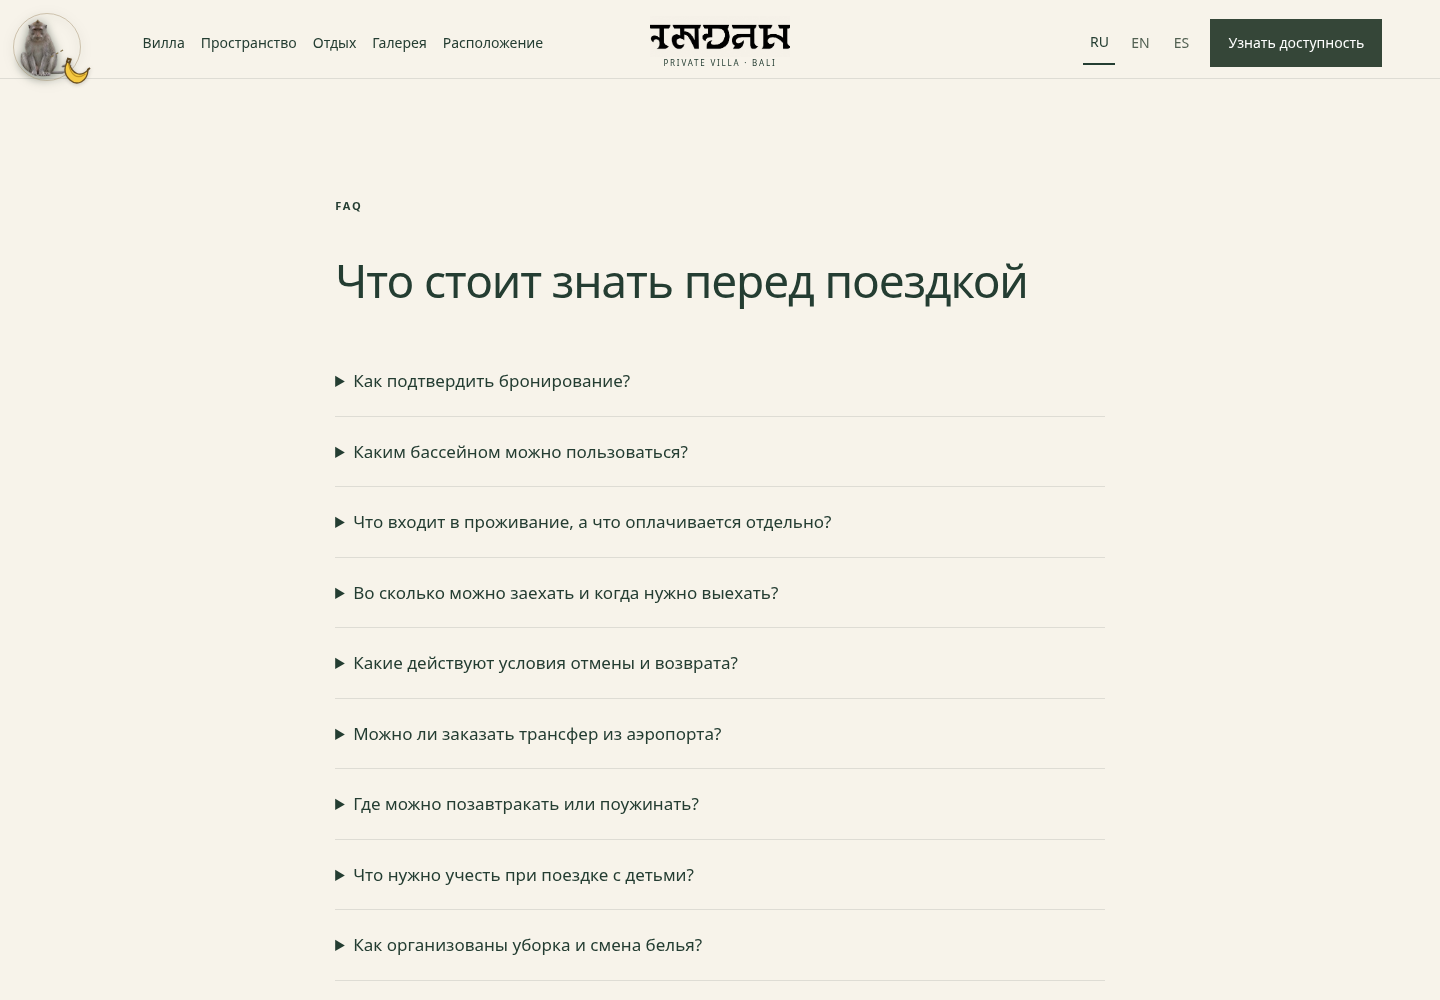 Вилла Пространство Отдых Галерея Расположение
INDAH
PRIVATE VILLA · BALI
RU EN ES Узнать доступность
FAQ
Что стоит знать перед поездкой
Как подтвердить бронирование?
Каким бассейном можно пользоваться?
Что входит в проживание, а что оплачивается отдельно?
Во сколько можно заехать и когда нужно выехать?
Какие действуют условия отмены и возврата?
Можно ли заказать трансфер из аэропорта?
Где можно позавтракать или поужинать?
Что нужно учесть при поездке с детьми?
Как организованы уборка и смена белья?